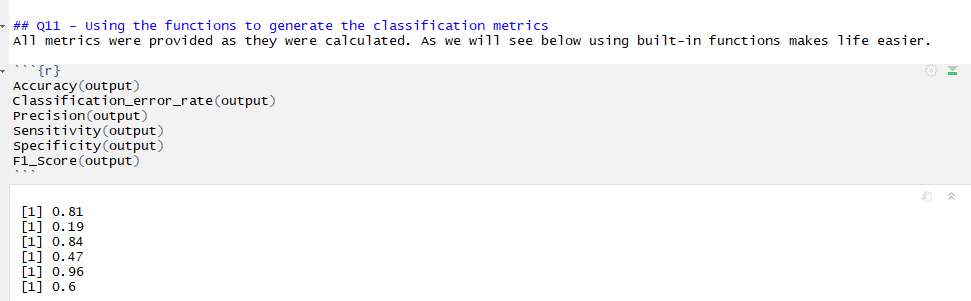 ## Q11 - Using the functions to generate the classification metrics
All metrics were provided as they were calculated. As we will see below using built-in functions makes life easier.
```{r}
Accuracy(output)
Classification_error_rate(output)
Precision(output)
Sensitivity(output)
Specificity(output)
F1_Score(output)
```
[1] 0.81
[1] 0.19
[1] 0.84
[1] 0.47
[1] 0.96
[1] 0.6